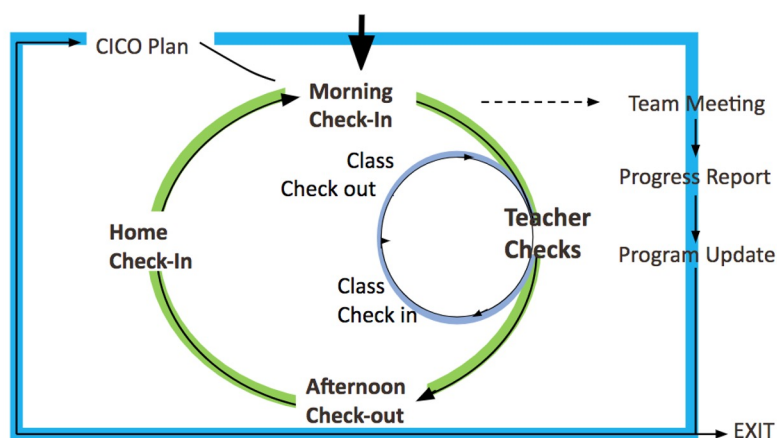 CICO Plan
Morning
Check-In
Team Meeting
Class
Check out
Progress Report
Teacher
Checks
Home
Check-In
Program Update
Class
Check in
Afternoon
Check-out
EXIT